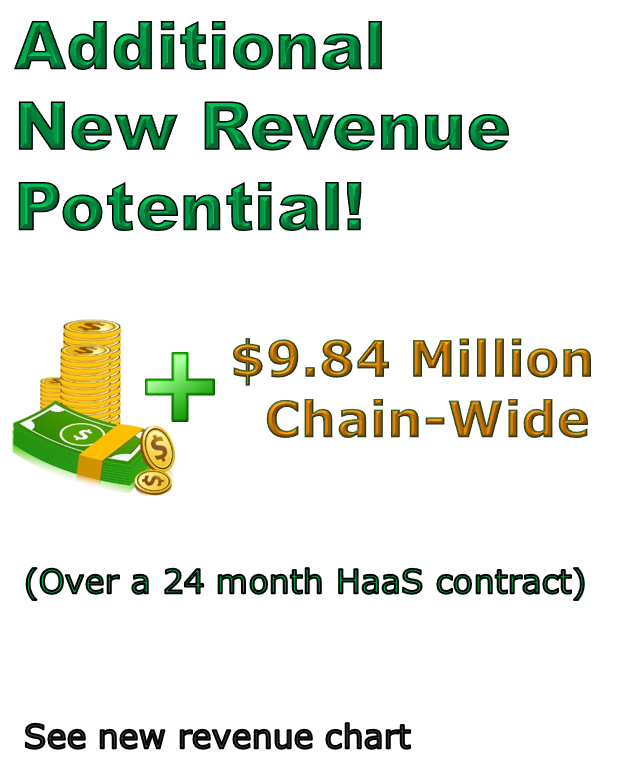 Additional
New Revenue
Potential!
$9.84 Million
Chain-Wide
(Over a 24 month HaaS contract)
See new revenue chart